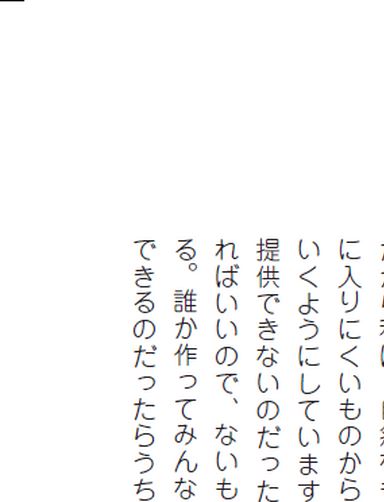 に入りにくいものから
いくようにしています
提供できないのだった
ればいいので、ないも
る。誰か作ってみんな
できるのだったらうち